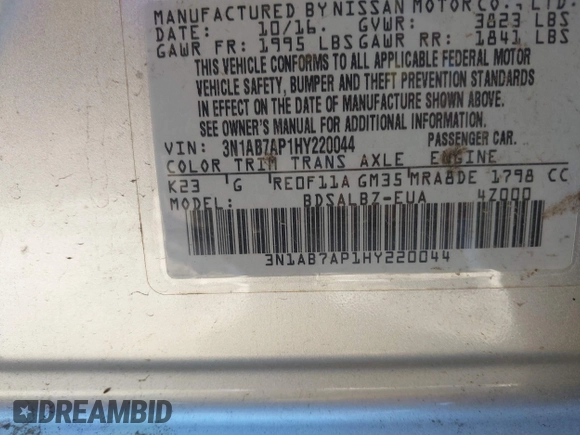 MANUFACTURED BY NISSAN MOTOR CO., LTD.
DATE: 10/16. GVWR: 3823 LBS
GAWR FR: 1995 LBS GAWR RR: 1841 LBS
THIS VEHICLE CONFORMS TO ALL APPLICABLE FEDERAL MOTOR
VEHICLE SAFETY, BUMPER AND THEFT PREVENTION STANDARDS
IN EFFECT ON THE DATE OF MANUFACTURE SHOWN ABOVE.
SEE OWNER'S MANUAL FOR ADDITIONAL INFORMATION.
VIN: 3N1AB7AP1HY220044 PASSENGER CAR.
COLOR TRIM TRANS AXLE ENGINE
K23 G RE0F11A GM35 MRA8DE 1798 CC
MODEL: BDSALB7-EUA 4Z000
3N1AB7AP1HY220044
DREAMBID